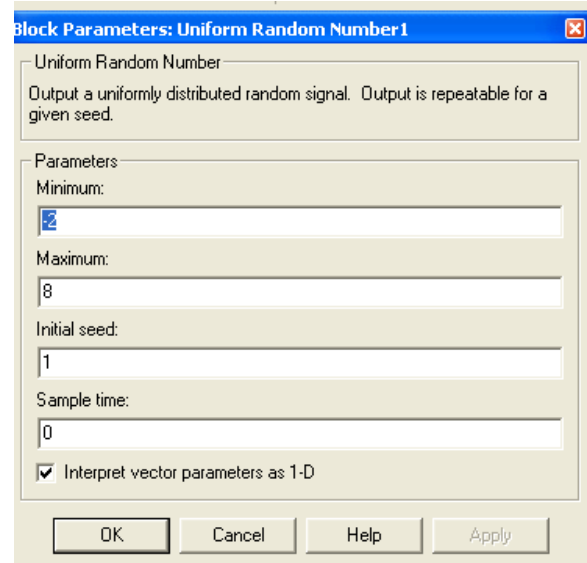 Block Parameters: Uniform Random Number1
Uniform Random Number
Output a uniformly distributed random signal.  Output is repeatable for a
given seed.
Parameters
Minimum:
-2
Maximum:
8
Initial seed:
1
Sample time:
0
Interpret vector parameters as 1-D
OK Cancel Help Apply